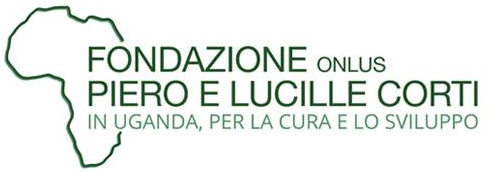 FONDAZIONE ONLUS
PIERO E LUCILLE CORTI
IN UGANDA, PER LA CURA E LO SVILUPPO